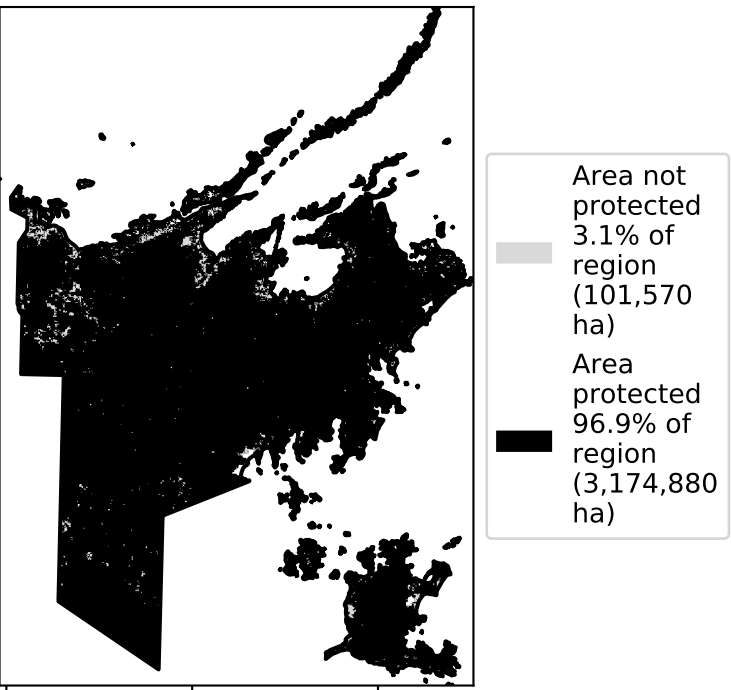 Area not
protected
3.1% of
region
(101,570
ha)
Area
protected
96.9% of
region
(3,174,880
ha)